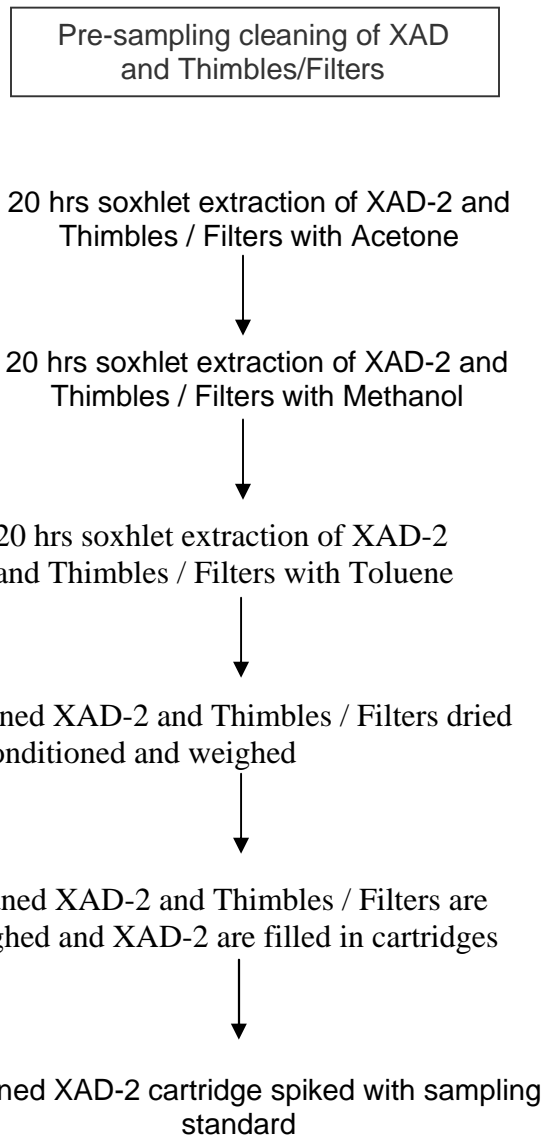 Pre-sampling cleaning of XAD
and Thimbles/Filters
20 hrs soxhlet extraction of XAD-2 and
Thimbles / Filters with Acetone
20 hrs soxhlet extraction of XAD-2 and
Thimbles / Filters with Methanol
20 hrs soxhlet extraction of XAD-2
and Thimbles / Filters with Toluene
XAD-2 and Thimbles / Filters dried
and weighed
XAD-2 and Thimbles / Filters are
and XAD-2 are filled in cartridges
XAD-2 cartridge spiked with sampling
standard